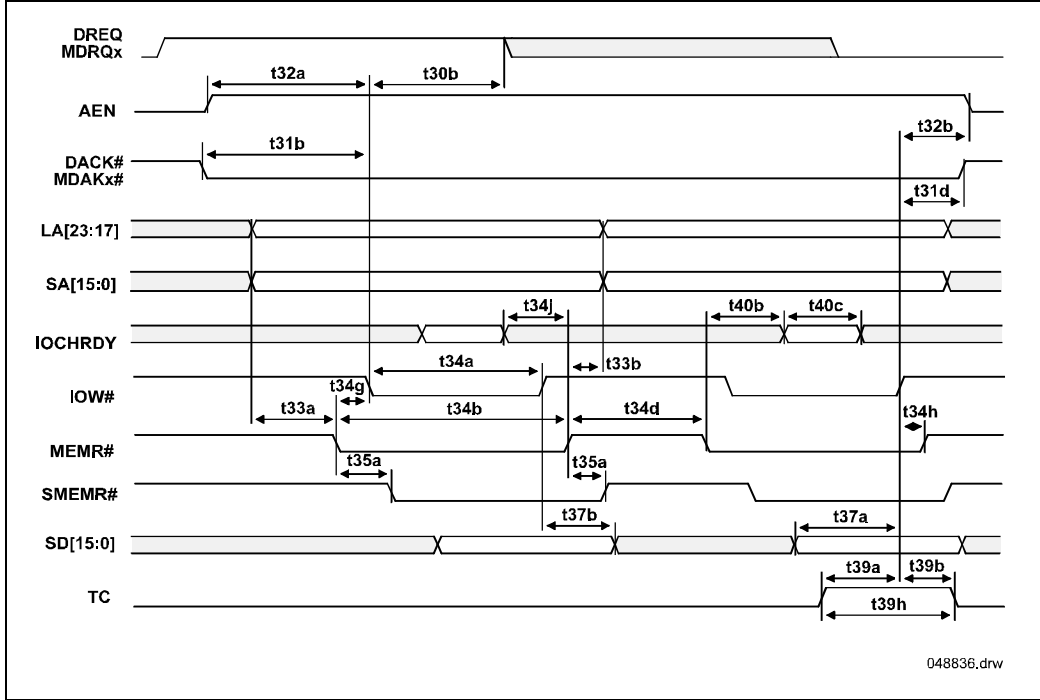 DREQ
MDRQx
t32a
t30b
AEN
t32b
t31b
DACK#
MDAKx#
t31d
LA[23:17]
SA[15:0]
t34j
t40b
t40c
IOCHRDY
t34a
t33b
IOW#
t34g
t33a
t34b
t34d
t34h
MEMR#
t35a
t35a
SMEMR#
t37b
t37a
SD[15:0]
t39a
t39b
TC
t39h
048836.drw